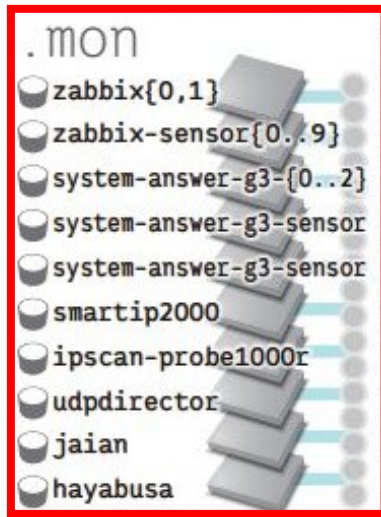 .mon
zabbix{0,1}
zabbix-sensor{0..9}
system-answer-g3-{0..2}
system-answer-g3-sensor
system-answer-g3-sensor
smartip2000
ipscan-probe1000r
udpdirector
jaian
hayabusa